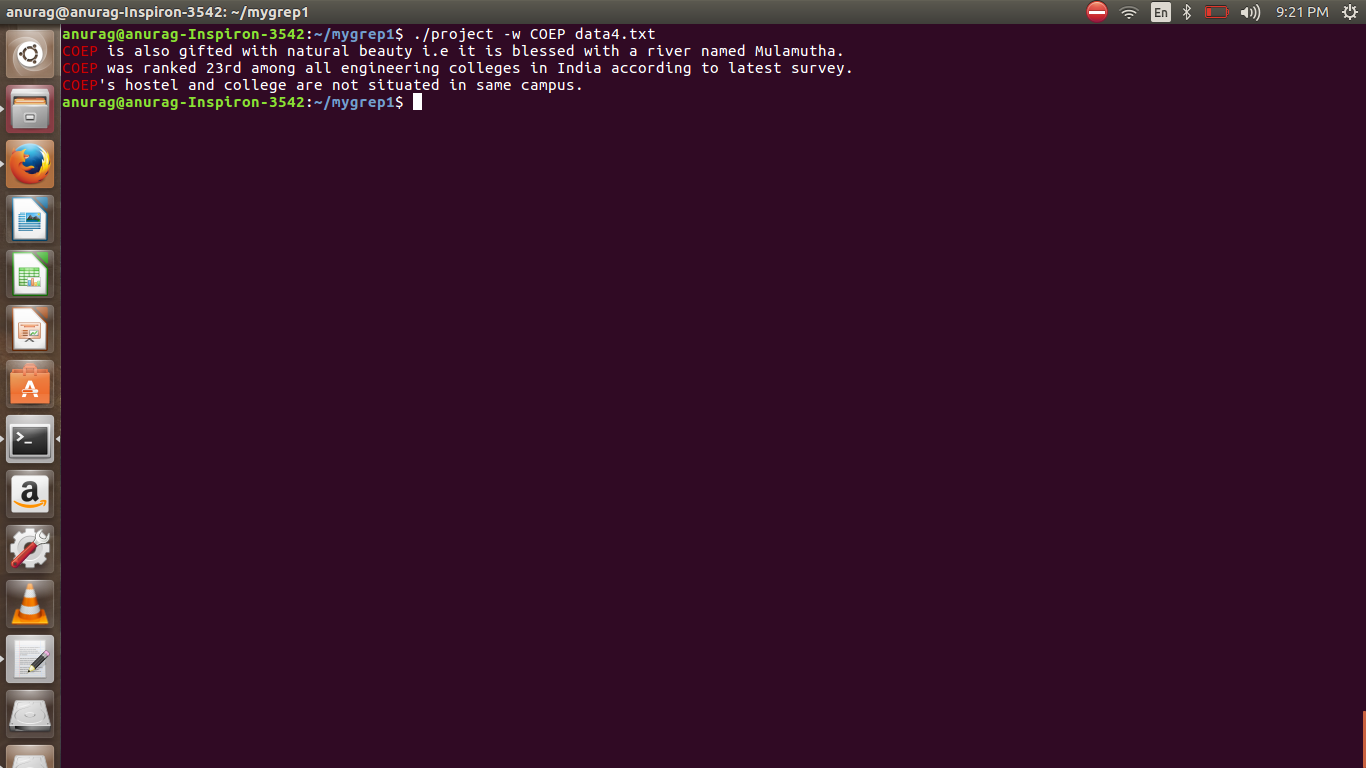 anurag@anurag-Inspiron-3542: ~/mygrep1
En
9:21 PM
anurag@anurag-Inspiron-3542:~/mygrep1$ ./project -w COEP data4.txt
COEP is also gifted with natural beauty i.e it is blessed with a river named Mulamutha.
COEP was ranked 23rd among all engineering colleges in India according to latest survey.
COEP's hostel and college are not situated in same campus.
anurag@anurag-Inspiron-3542:~/mygrep1$